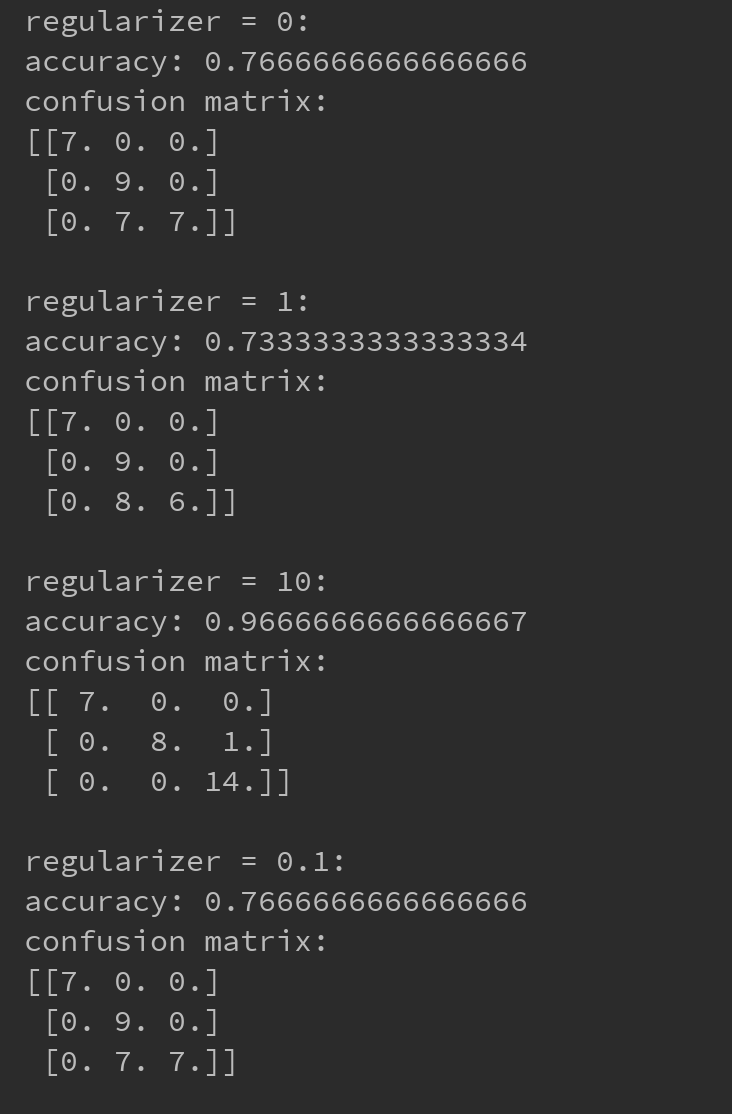 regularizer = 0:
accuracy: 0.7666666666666666
confusion matrix:
[[7. 0. 0.]
 [0. 9. 0.]
 [0. 7. 7.]]

regularizer = 1:
accuracy: 0.7333333333333334
confusion matrix:
[[7. 0. 0.]
 [0. 9. 0.]
 [0. 8. 6.]]

regularizer = 10:
accuracy: 0.9666666666666667
confusion matrix:
[[ 7.  0.  0.]
 [ 0.  8.  1.]
 [ 0.  0. 14.]]

regularizer = 0.1:
accuracy: 0.7666666666666666
confusion matrix:
[[7. 0. 0.]
 [0. 9. 0.]
 [0. 7. 7.]]